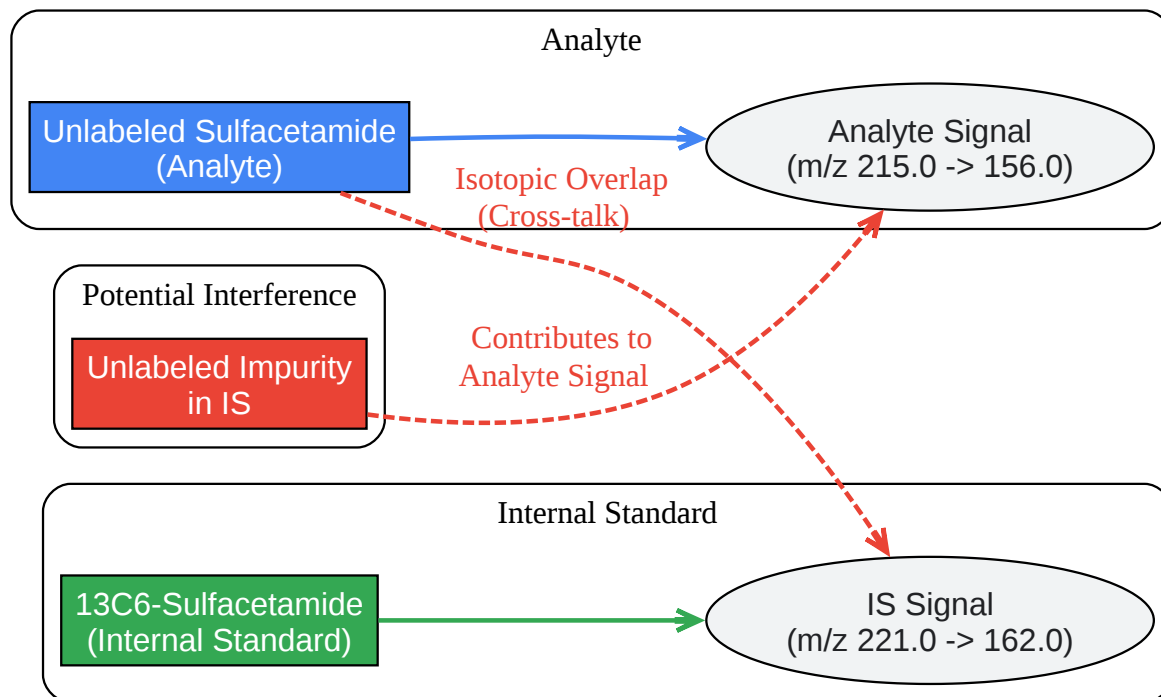 Analyte
Unlabeled Sulfacetamide
(Analyte)
Analyte Signal
(m/z 215.0 -> 156.0)
Isotopic Overlap
(Cross-talk)
Potential Interference
Unlabeled Impurity
in IS
Contributes to
Analyte Signal
Internal Standard
13C6-Sulfacetamide
(Internal Standard)
IS Signal
(m/z 221.0 -> 162.0)